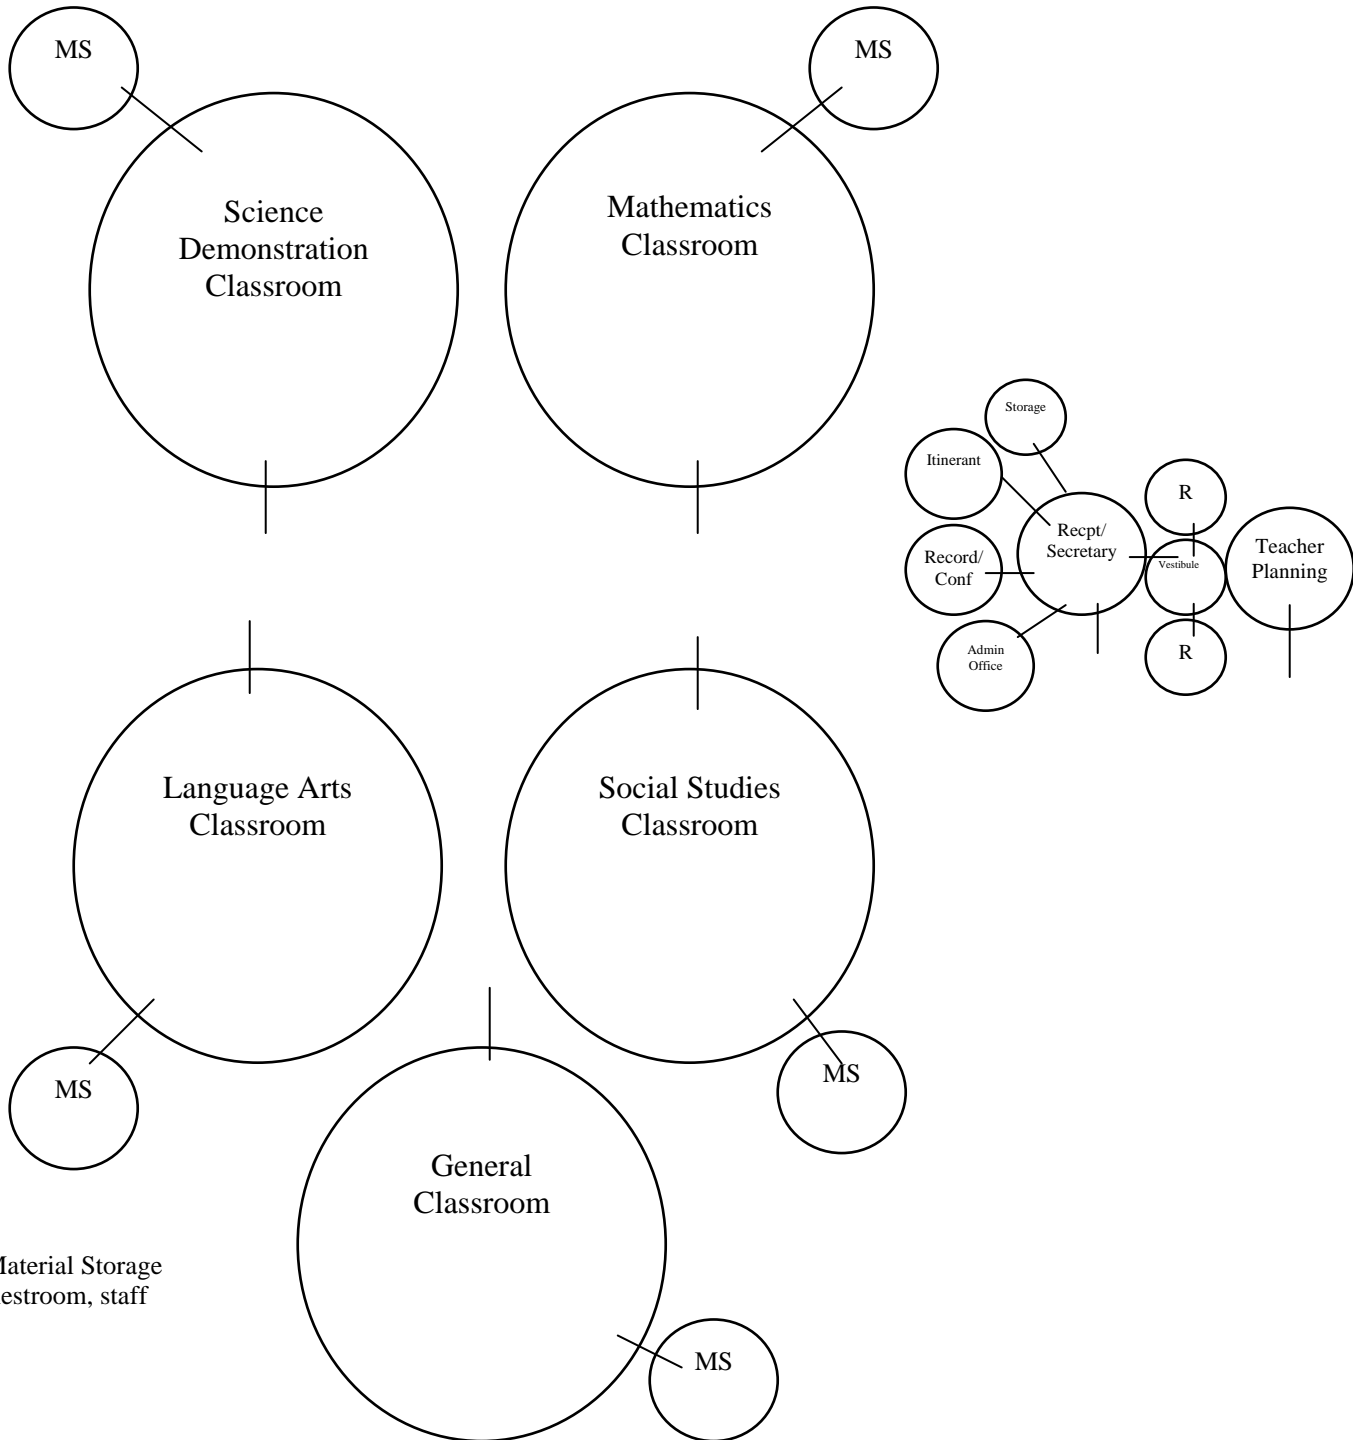 MS
MS
Science
Demonstration
Classroom
Mathematics
Classroom
Storage
Itinerant
Recpt/
Secretary
R
Record/
Conf
Vestibule
Teacher
Planning
Admin
Office
R
Language Arts
Classroom
Social Studies
Classroom
MS
MS
General
Classroom
Material Storage
estroom, staff
MS